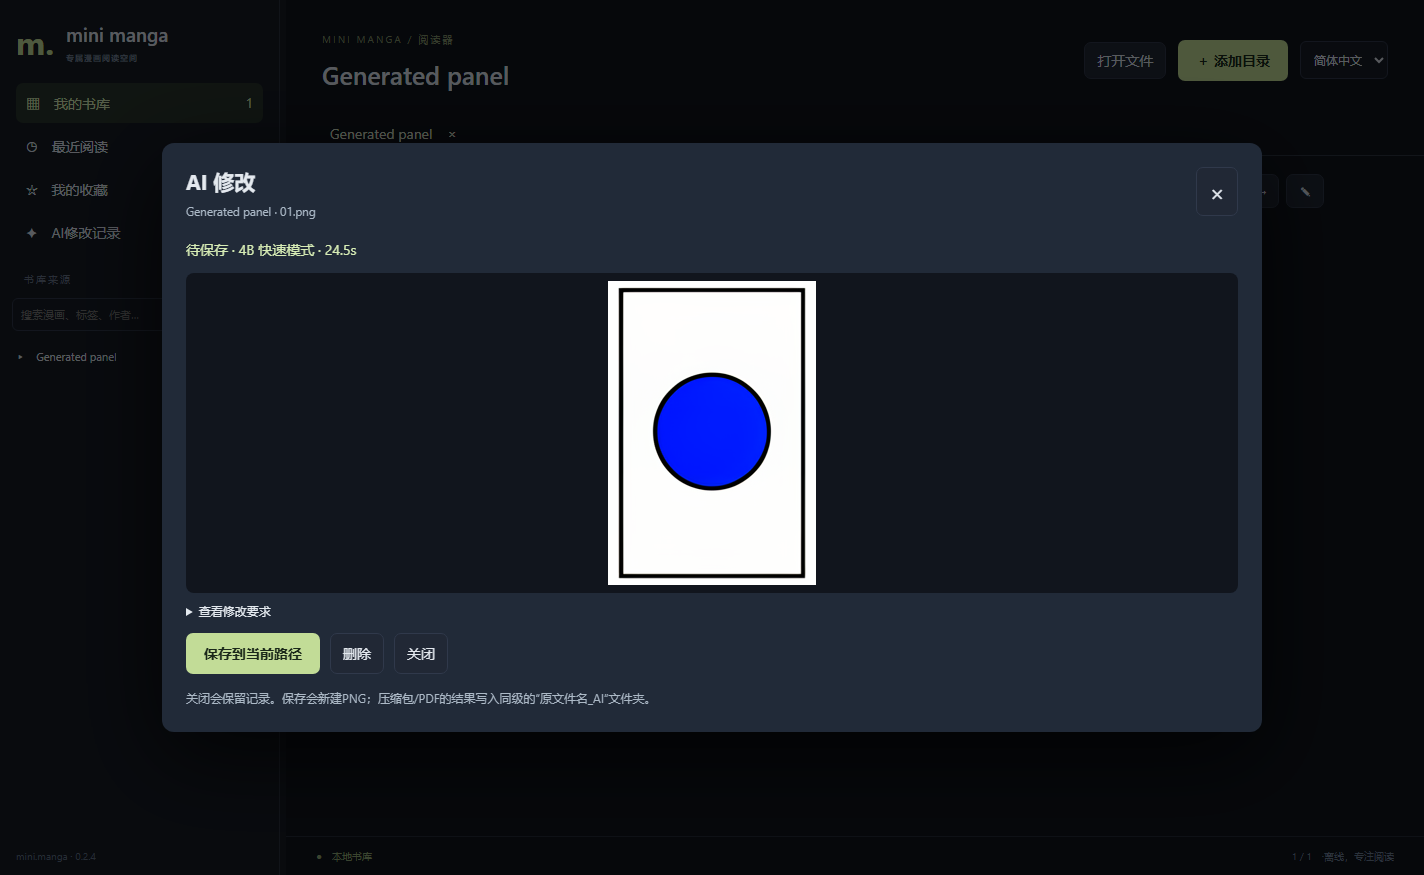 m.
mini manga
专属漫画阅读空间
我的书库 1
最近阅读
我的收藏
AI修改记录
书库来源
搜索漫画、标签、作者...
Generated panel
mini.manga · 0.2.4
MINI MANGA / 阅读器
Generated panel
打开文件
+ 添加目录
简体中文
Generated panel ×
AI 修改
Generated panel · 01.png
×
待保存 · 4B 快速模式 · 24.5s
查看修改要求
保存到当前路径
删除
关闭
关闭会保留记录。保存会新建PNG；压缩包/PDF的结果写入同级的“原文件名_AI”文件夹。
本地书库
1 / 1
离线，专注阅读